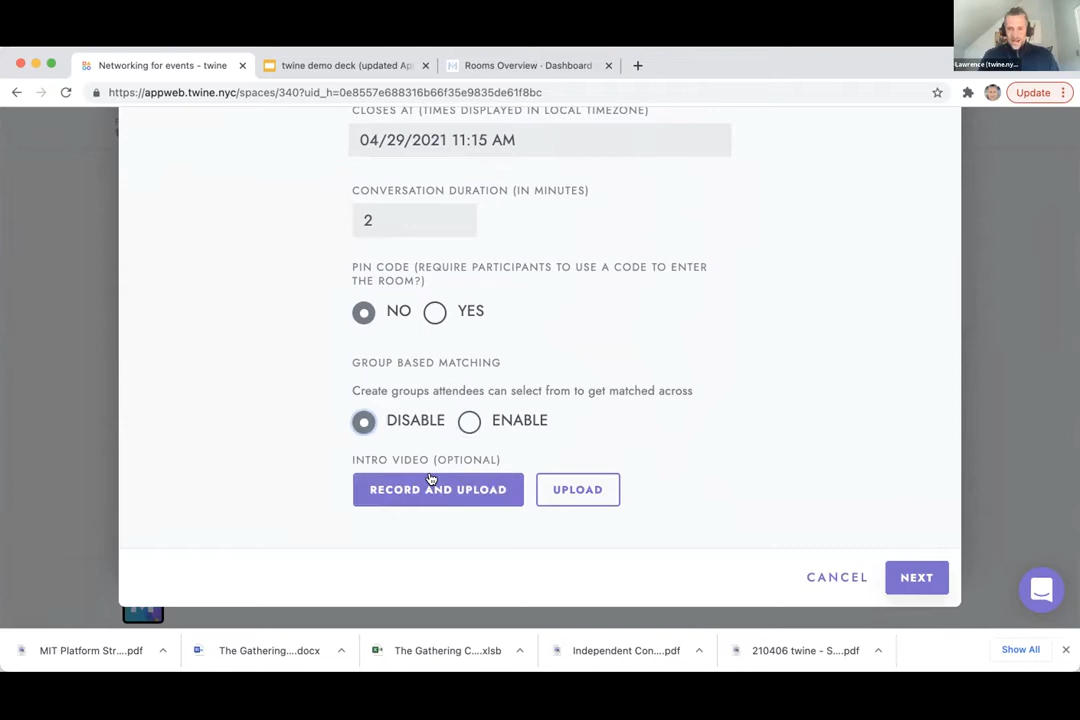 Lawrence (twine.ny...
Networking for events - twine
twine demo deck (updated Ap
Rooms Overview · Dashboard
https://appweb.twine.nyc/spaces/340?uid_h=0e8557e688316b66f35e9835de61f8bc
Update
CLOSES AT (TIMES DISPLAYED IN LOCAL TIMEZONE)
04/29/2021 11:15 AM
CONVERSATION DURATION (IN MINUTES)
2
PIN CODE (REQUIRE PARTICIPANTS TO USE A CODE TO ENTER
THE ROOM?)
NO YES
GROUP BASED MATCHING
Create groups attendees can select from to get matched across
DISABLE ENABLE
INTRO VIDEO (OPTIONAL)
RECORD AND UPLOAD UPLOAD
CANCEL NEXT
MIT Platform Str....pdf
The Gathering....docx
The Gathering C....xlsb
Independent Con....pdf
210406 twine - S....pdf
Show All